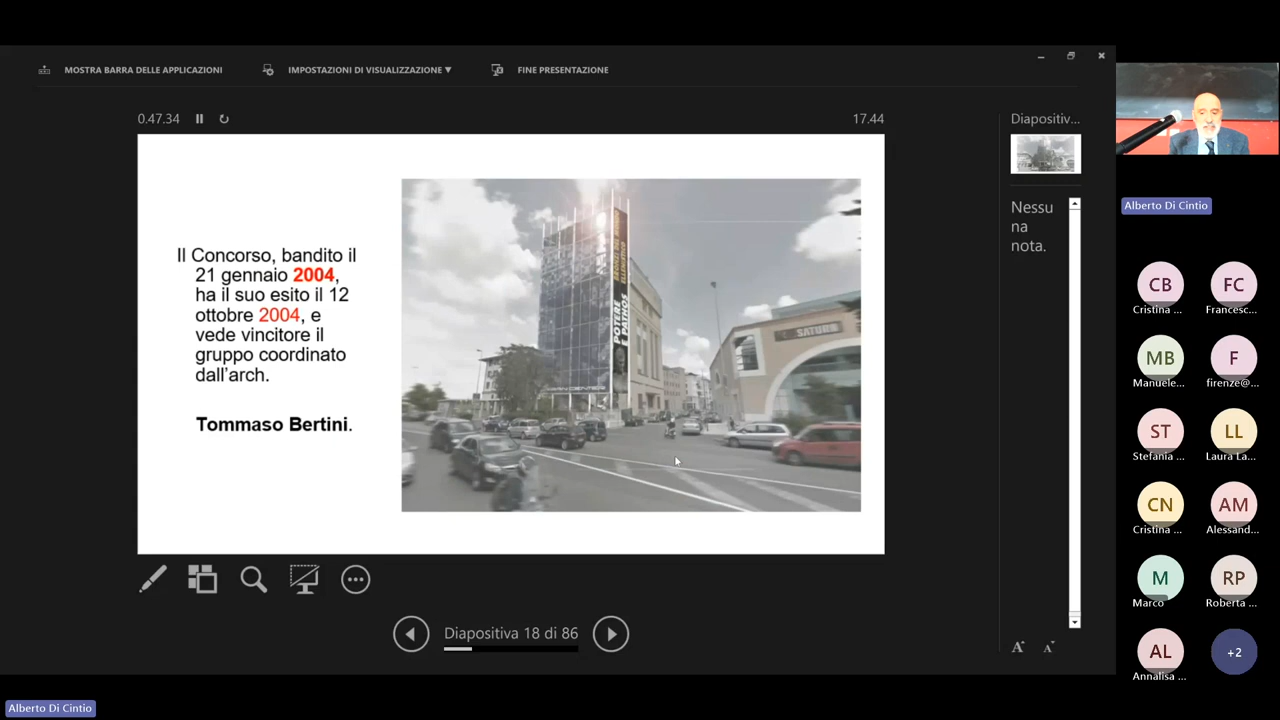 MOSTRA BARRA DELLE APPLICAZIONI
IMPOSTAZIONI DI VISUALIZZAZIONE ▼
FINE PRESENTAZIONE
0.47.34
17.44
Il Concorso, bandito il
21 gennaio 2004,
ha il suo esito il 12
ottobre 2004, e
vede vincitore il
gruppo coordinato
dall'arch.
Tommaso Bertini.
POTERE
E PATHOS
BRONZI DEL MONDO
ELLENISTICO
SATURN
Diapositiv...
Nessu
na
nota.
Diapositiva 18 di 86
Alberto Di Cintio
CB
Cristina ...
FC
Francesc...
MB
Manuele...
F
firenze@...
ST
Stefania ...
LL
Laura La...
CN
Cristina ...
AM
Alessand...
M
Marco
RP
Roberta ...
AL
Annalisa ...
+2
Alberto Di Cintio